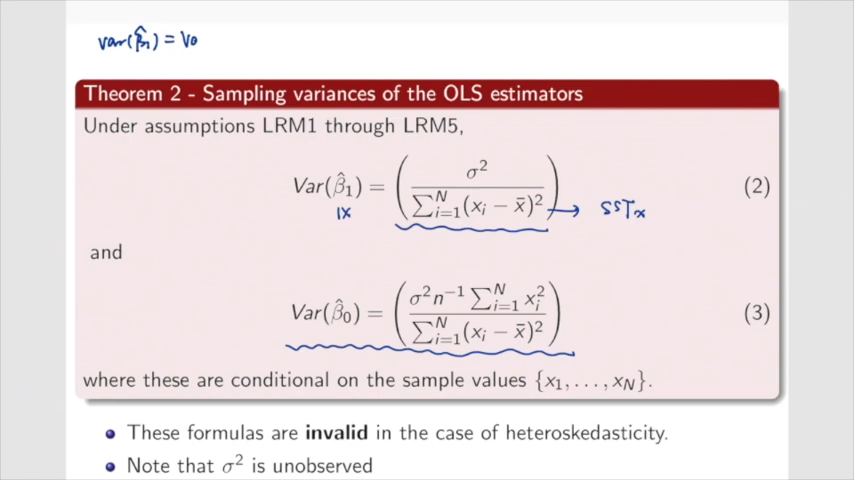 var(β̂₁) = Va
Theorem 2 - Sampling variances of the OLS estimators
Under assumptions LRM1 through LRM5,
Var(β̂₁) = ( σ² / ∑ᵢ₌₁ᴺ (xᵢ − x̄)² ) (2)
|X → SSTₓ
and
Var(β̂₀) = ( σ²n⁻¹ ∑ᵢ₌₁ᴺ xᵢ² / ∑ᵢ₌₁ᴺ (xᵢ − x̄)² ) (3)
where these are conditional on the sample values {x₁, . . . , x_N}.
These formulas are invalid in the case of heteroskedasticity.
Note that σ² is unobserved